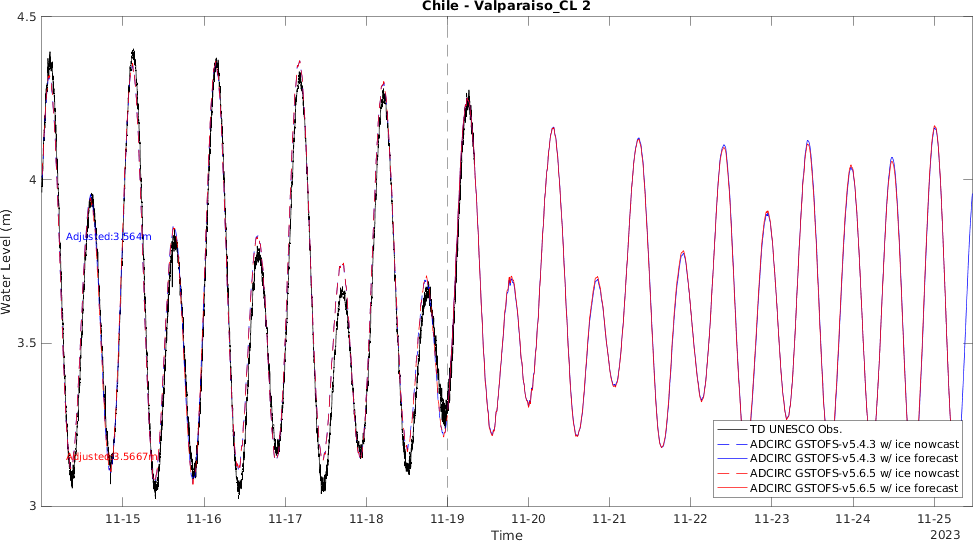 Chile - Valparaiso_CL 2
4.5
4
3.5
3
Water Level (m)
Adjusted:3.564m
Adjusted:3.5667m
TD UNESCO Obs.
ADCIRC GSTOFS-v5.4.3 w/ ice nowcast
ADCIRC GSTOFS-v5.4.3 w/ ice forecast
ADCIRC GSTOFS-v5.6.5 w/ ice nowcast
ADCIRC GSTOFS-v5.6.5 w/ ice forecast
11-15 11-16 11-17 11-18 11-19 11-20 11-21 11-22 11-23 11-24 11-25
2023
Time